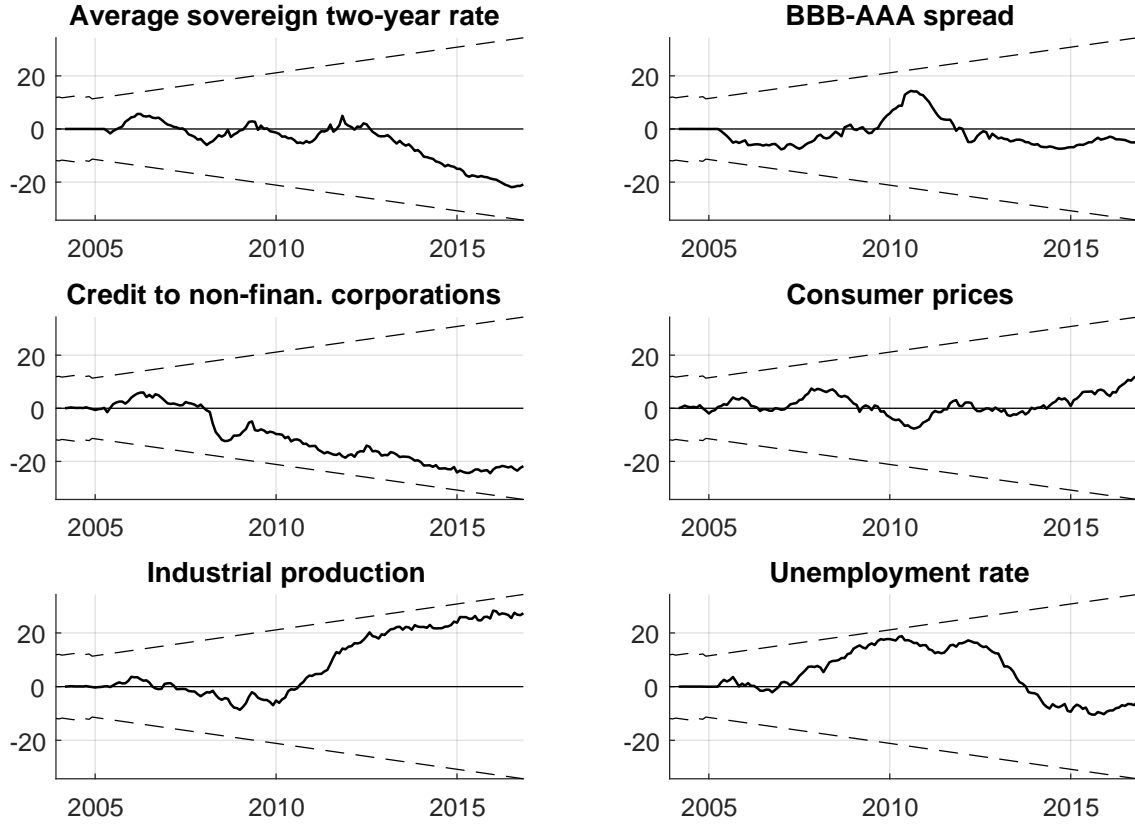 Average sovereign two-year rate
20
0
-20
2005 2010 2015
BBB-AAA spread
20
0
-20
2005 2010 2015
Credit to non-finan. corporations
20
0
-20
2005 2010 2015
Consumer prices
20
0
-20
2005 2010 2015
Industrial production
20
0
-20
2005 2010 2015
Unemployment rate
20
0
-20
2005 2010 2015